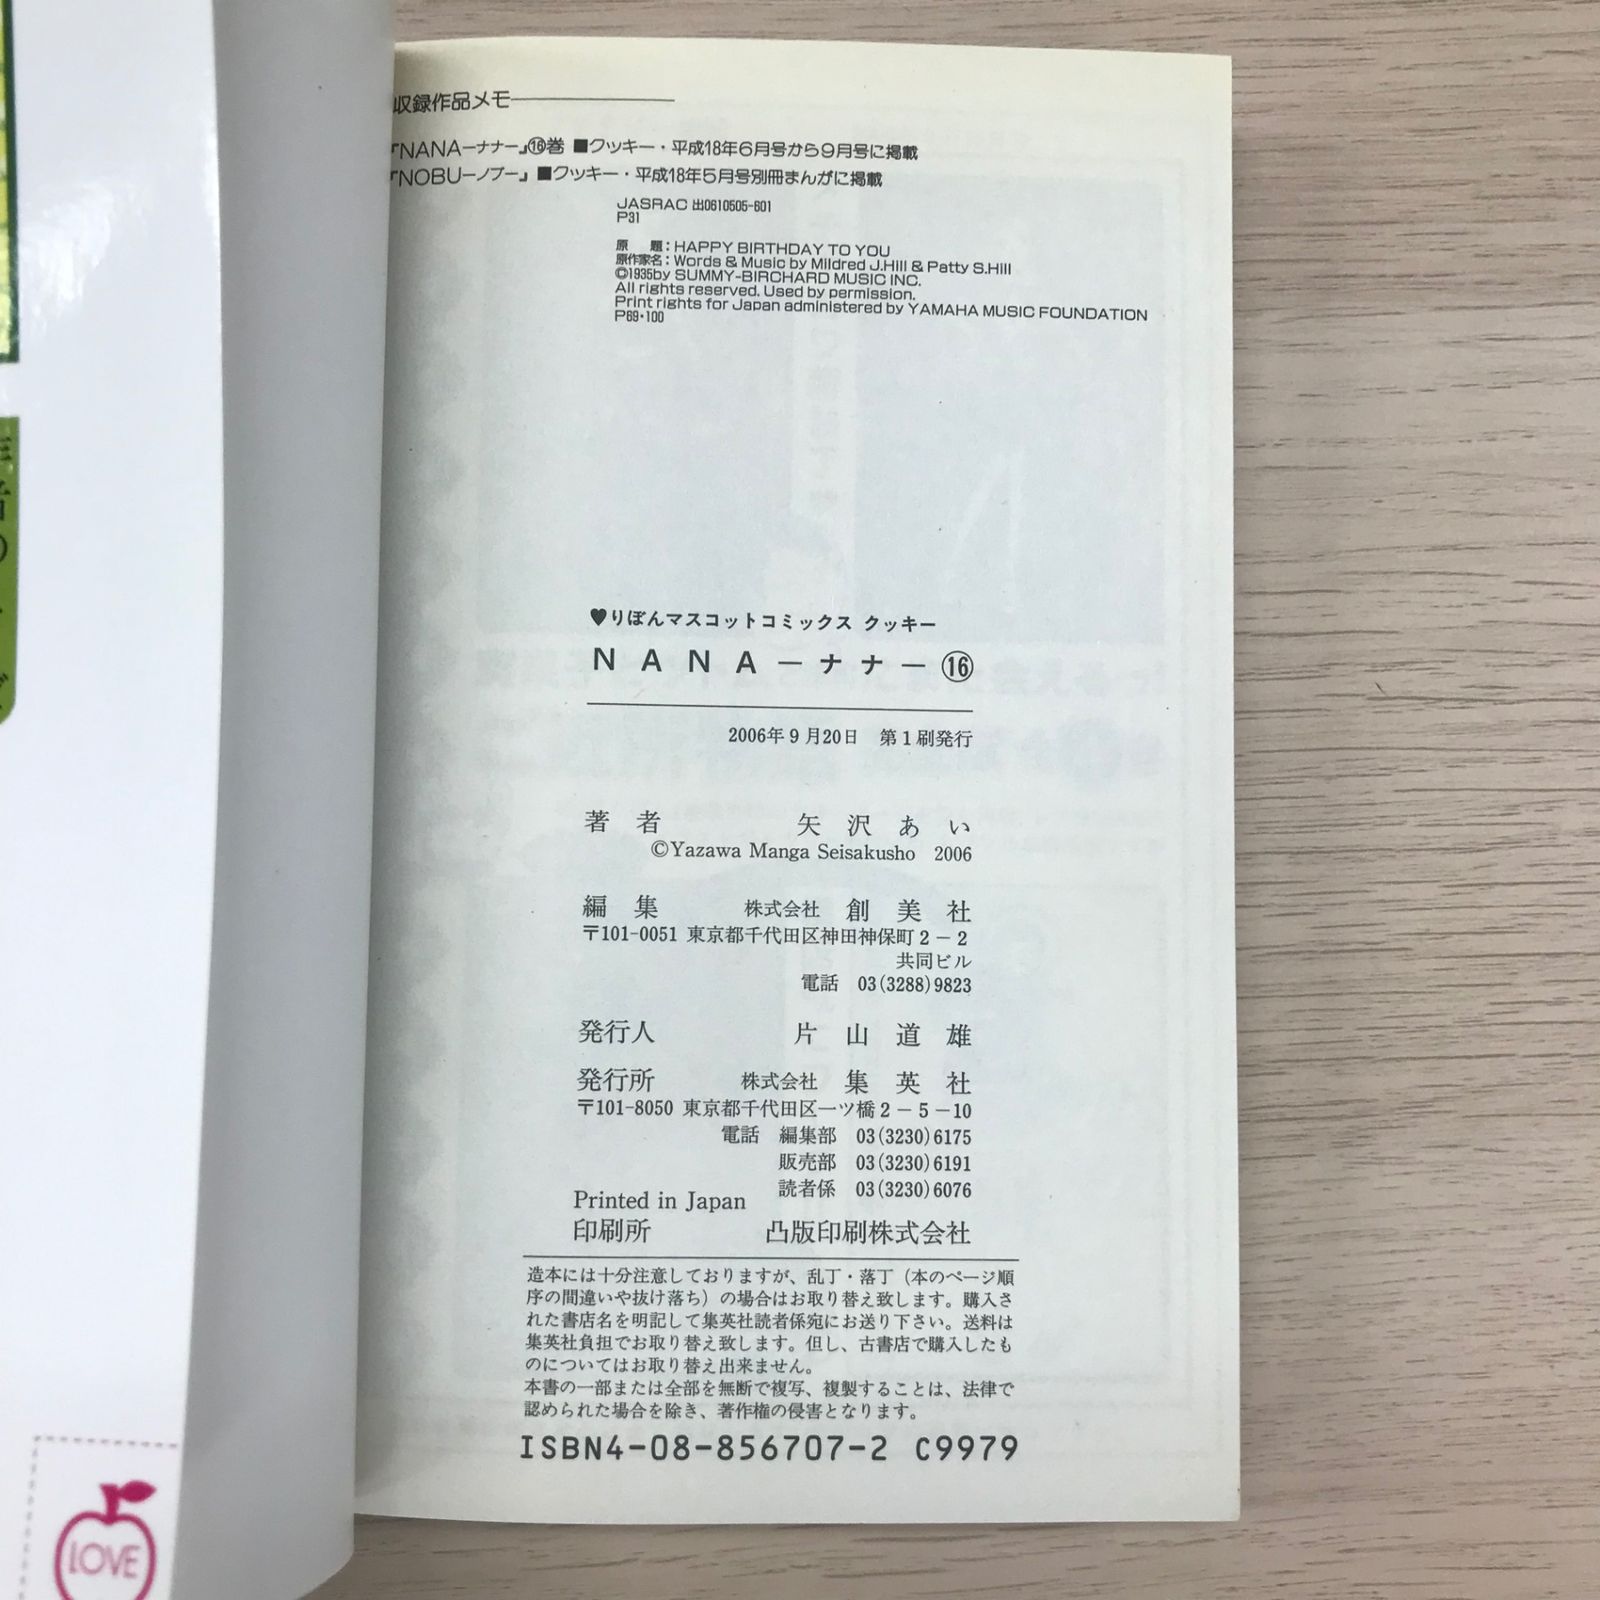 収録作品メモ
『NANA―ナナ―』⑯巻 ■クッキー・平成18年6月号から9月号に掲載
『NOBU―ノブ―』 ■クッキー・平成18年5月号別冊まんがに掲載
JASRAC 出0610505-601
P31
原　題：HAPPY BIRTHDAY TO YOU
原作家名：Words & Music by Mildred J.Hill & Patty S.Hill
©1935by SUMMY-BIRCHARD MUSIC INC.
All rights reserved. Used by permission.
Print rights for Japan administered by YAMAHA MUSIC FOUNDATION
P69・100
♥りぼんマスコットコミックス クッキー
NANA―ナナ―⑯
2006年9月20日　第1刷発行
著者　矢沢あい
©Yazawa Manga Seisakusho 2006
編集　株式会社 創美社
〒101-0051 東京都千代田区神田神保町2－2
共同ビル
電話 03(3288)9823
発行人　片山道雄
発行所　株式会社 集英社
〒101-8050 東京都千代田区一ツ橋2－5－10
電話 編集部 03(3230)6175
販売部 03(3230)6191
読者係 03(3230)6076
Printed in Japan
印刷所　凸版印刷株式会社
造本には十分注意しておりますが、乱丁・落丁（本のページ順
序の間違いや抜け落ち）の場合はお取り替え致します。購入さ
れた書店名を明記して集英社読者係宛にお送り下さい。送料は
集英社負担でお取り替え致します。但し、古書店で購入したも
のについてはお取り替え出来ません。
本書の一部または全部を無断で複写、複製することは、法律で
認められた場合を除き、著作権の侵害となります。
ISBN4-08-856707-2 C9979
LOVE